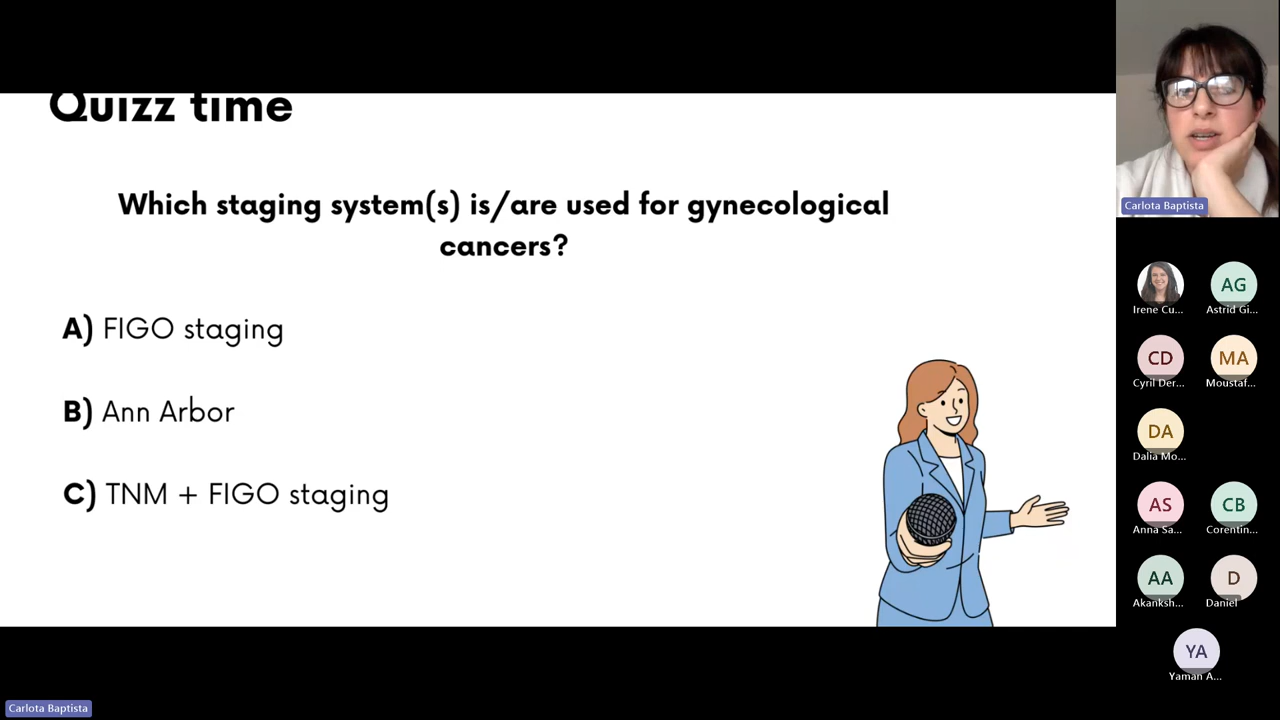 Quizz time
Which staging system(s) is/are used for gynecological
cancers?
A) FIGO staging
B) Ann Arbor
C) TNM + FIGO staging
Carlota Baptista
Irene Cu...
AG
Astrid Gi...
CD
Cyril Der...
MA
Moustaf...
DA
Dalia Mo...
AS
Anna Sa...
CB
Corentin...
AA
Akanksh...
D
Daniel
YA
Yaman A...
Carlota Baptista